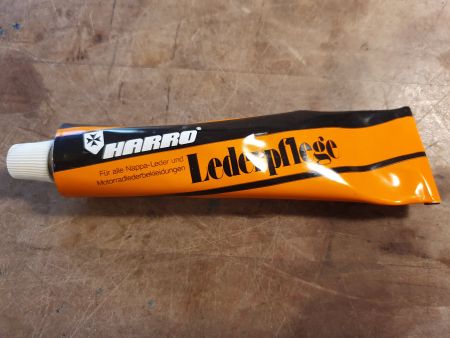 HARRO
Für alle Nappa-Leder und
Motorradlederbekleidungen
Lederpflege